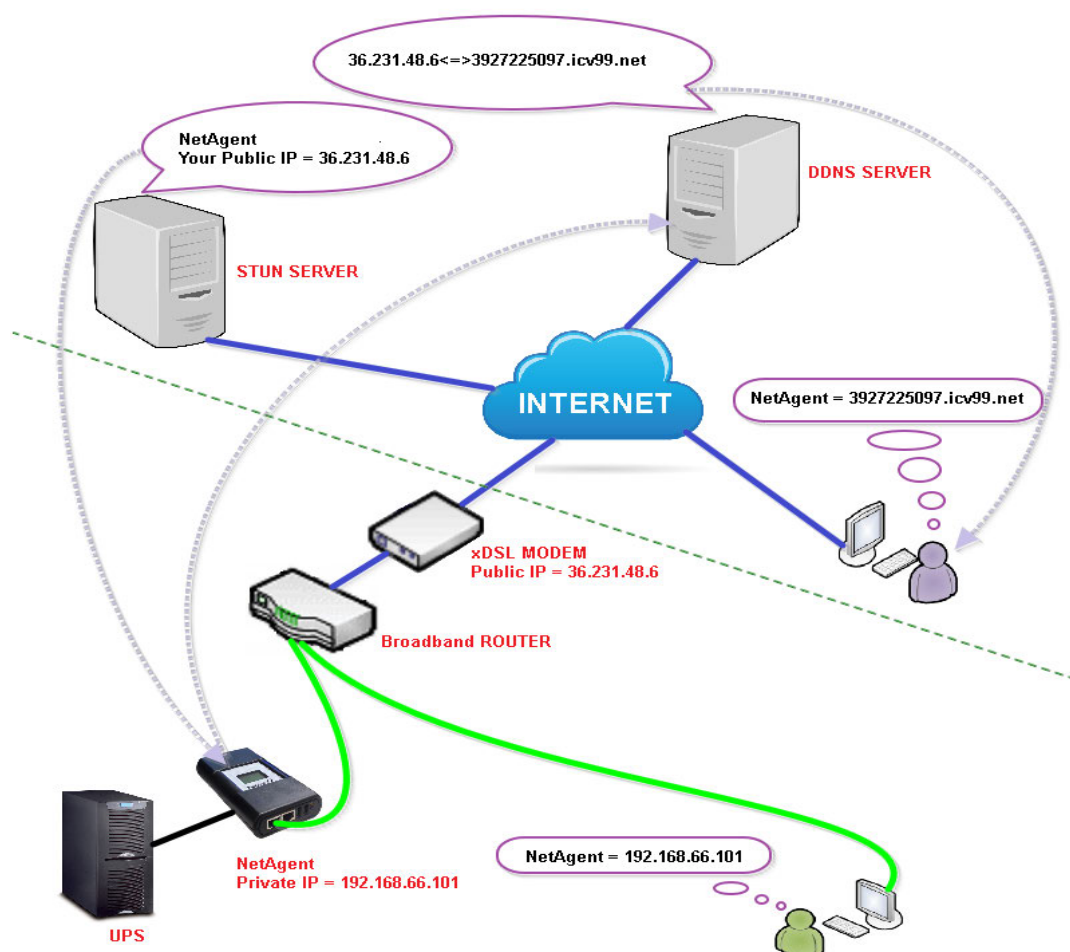 36.231.48.6<=>3927225097.icv99.net
NetAgent
Your Public IP = 36.231.48.6
DDNS SERVER
STUN SERVER
INTERNET
NetAgent = 3927225097.icv99.net
xDSL MODEM
Public IP = 36.231.48.6
Broadband ROUTER
NetAgent
Private IP = 192.168.66.101
NetAgent = 192.168.66.101
UPS